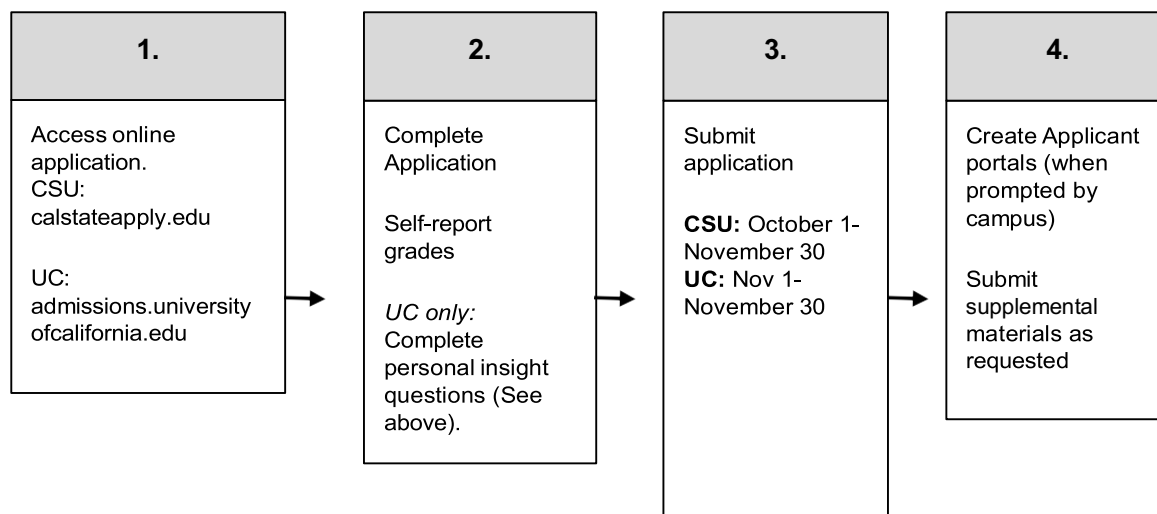 1.
Access online
application.
CSU:
calstateapply.edu
UC:
admissions.university
ofcalifornia.edu
2.
Complete
Application
Self-report
grades
UC only:
Complete
personal insight
questions (See
above).
3.
Submit
application
CSU: October 1-
November 30
UC: Nov 1-
November 30
4.
Create Applicant
portals (when
prompted by
campus)
Submit
supplemental
materials as
requested